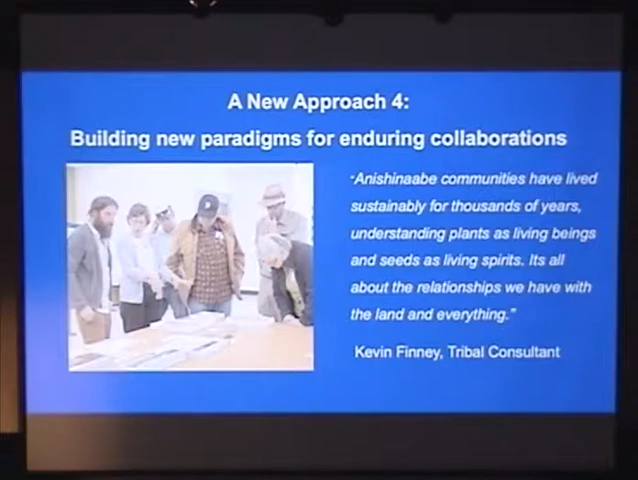 A New Approach 4:
Building new paradigms for enduring collaborations
"Anishinaabe communities have lived
sustainably for thousands of years,
understanding plants as living beings
and seeds as living spirits. Its all
about the relationships we have with
the land and everything."
Kevin Finney, Tribal Consultant